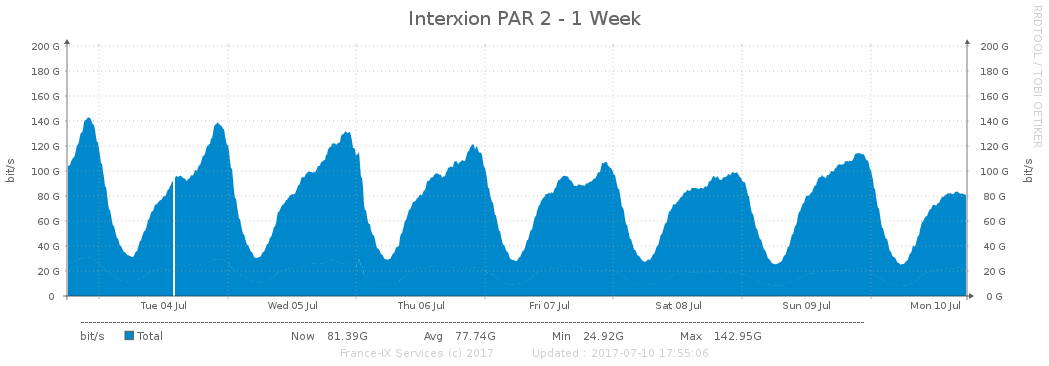 Interxion PAR 2 - 1 Week
RRDTOOL / TOBI OETIKER
200 G 200 G
180 G 180 G
160 G 160 G
140 G 140 G
120 G 120 G
100 G 100 G
80 G 80 G
60 G 60 G
40 G 40 G
20 G 20 G
0 0 G
bit/s
bit/s
Tue 04 Jul Wed 05 Jul Thu 06 Jul Fri 07 Jul Sat 08 Jul Sun 09 Jul Mon 10 Jul
bit/s Total Now 81.39G Avg 77.74G Min 24.92G Max 142.95G
France-IX Services (c) 2017 Updated : 2017-07-10 17:55:06